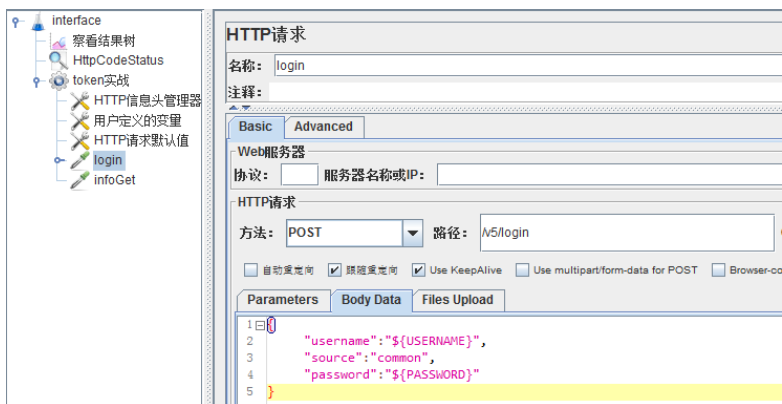 interface
察看结果树
HttpCodeStatus
token实战
HTTP信息头管理器
用户定义的变量
HTTP请求默认值
login
infoGet
HTTP请求
名称： login
注释：
Basic Advanced
Web服务器
协议： 服务器名称或IP：
HTTP请求
方法： POST 路径： /v5/login
自动重定向 跟随重定向 Use KeepAlive Use multipart/form-data for POST Browser-co
Parameters Body Data Files Upload
1 {
2 "username":"${USERNAME}",
3 "source":"common",
4 "password":"${PASSWORD}"
5 }